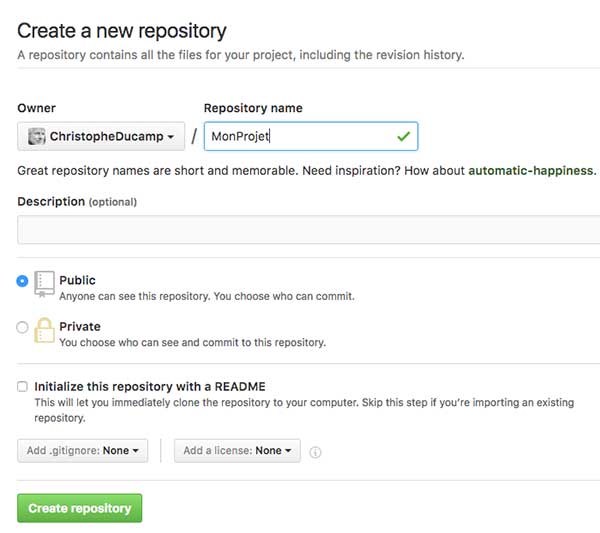 Create a new repository
A repository contains all the files for your project, including the revision history.
Owner Repository name
ChristopheDucamp / MonProjet
Great repository names are short and memorable. Need inspiration? How about automatic-happiness.
Description (optional)
Public
Anyone can see this repository. You choose who can commit.
Private
You choose who can see and commit to this repository.
Initialize this repository with a README
This will let you immediately clone the repository to your computer. Skip this step if you're importing an existing
repository.
Add .gitignore: None Add a license: None
Create repository